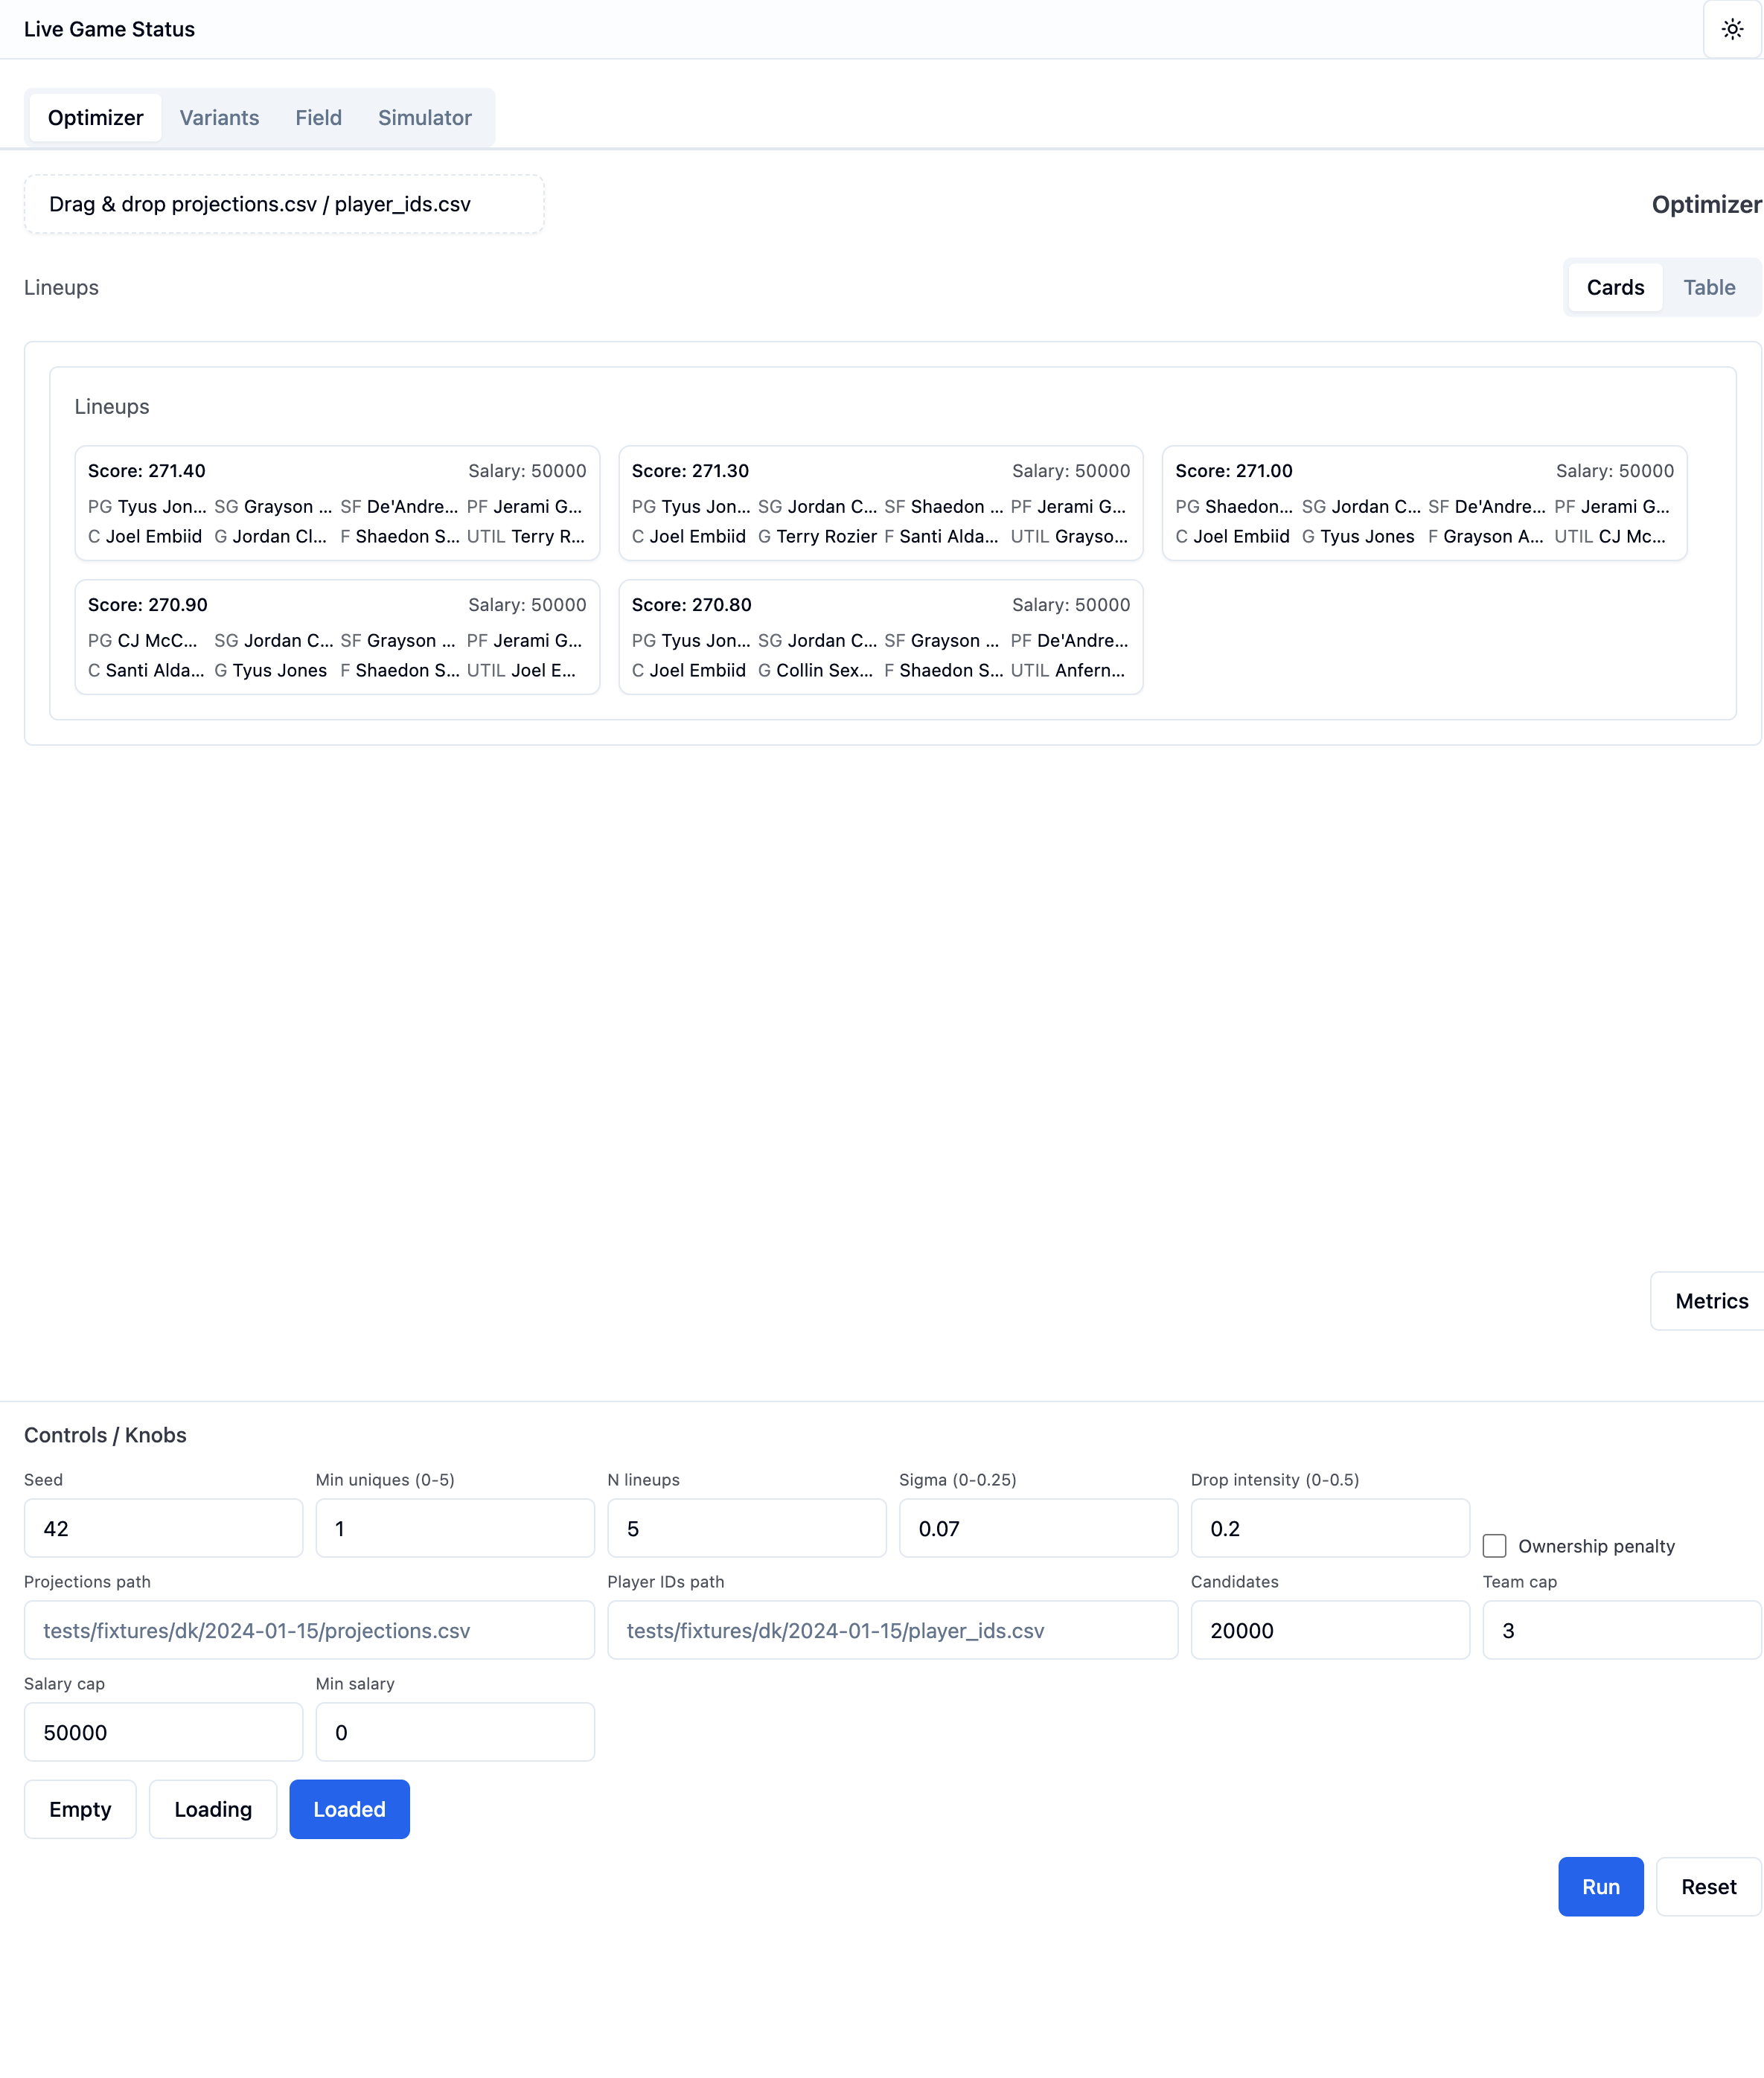 Live Game Status
Optimizer Variants Field Simulator
Drag & drop projections.csv / player_ids.csv
Optimizer
Lineups
Cards Table
Lineups
Score: 271.40 Salary: 50000
PG Tyus Jon... SG Grayson ... SF De'Andre... PF Jerami G...
C Joel Embiid G Jordan Cl... F Shaedon S... UTIL Terry R...
Score: 271.30 Salary: 50000
PG Tyus Jon... SG Jordan C... SF Shaedon ... PF Jerami G...
C Joel Embiid G Terry Rozier F Santi Alda... UTIL Grayso...
Score: 271.00 Salary: 50000
PG Shaedon... SG Jordan C... SF De'Andre... PF Jerami G...
C Joel Embiid G Tyus Jones F Grayson A... UTIL CJ Mc...
Score: 270.90 Salary: 50000
PG CJ McC... SG Jordan C... SF Grayson ... PF Jerami G...
C Santi Alda... G Tyus Jones F Shaedon S... UTIL Joel E...
Score: 270.80 Salary: 50000
PG Tyus Jon... SG Jordan C... SF Grayson ... PF De'Andre...
C Joel Embiid G Collin Sex... F Shaedon S... UTIL Anfern...
Metrics
Controls / Knobs
Seed Min uniques (0-5) N lineups Sigma (0-0.25) Drop intensity (0-0.5)
42 1 5 0.07 0.2
Ownership penalty
Projections path Player IDs path Candidates Team cap
tests/fixtures/dk/2024-01-15/projections.csv tests/fixtures/dk/2024-01-15/player_ids.csv 20000 3
Salary cap Min salary
50000 0
Empty Loading Loaded
Run Reset